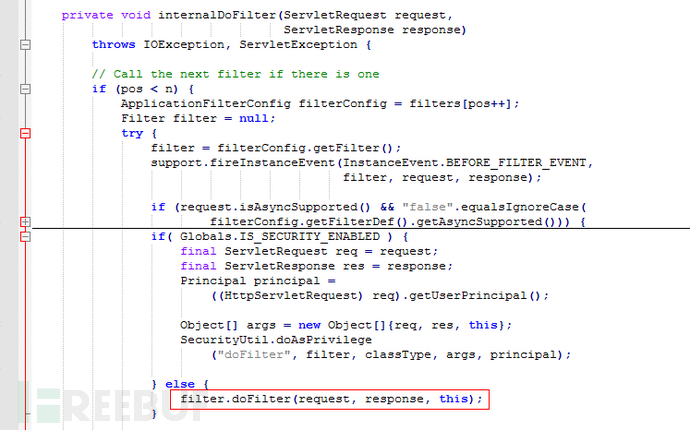 private void internalDoFilter(ServletRequest request,
ServletResponse response)
throws IOException, ServletException {
// Call the next filter if there is one
if (pos < n) {
ApplicationFilterConfig filterConfig = filters[pos++];
Filter filter = null;
try {
filter = filterConfig.getFilter();
support.fireInstanceEvent(InstanceEvent.BEFORE_FILTER_EVENT,
filter, request, response);
if (request.isAsyncSupported() && "false".equalsIgnoreCase(
filterConfig.getFilterDef().getAsyncSupported())) {
if( Globals.IS_SECURITY_ENABLED ) {
final ServletRequest req = request;
final ServletResponse res = response;
Principal principal =
((HttpServletRequest) req).getUserPrincipal();
Object[] args = new Object[]{req, res, this};
SecurityUtil.doAsPrivilege
("doFilter", filter, classType, args, principal);
} else {
filter.doFilter(request, response, this);
}